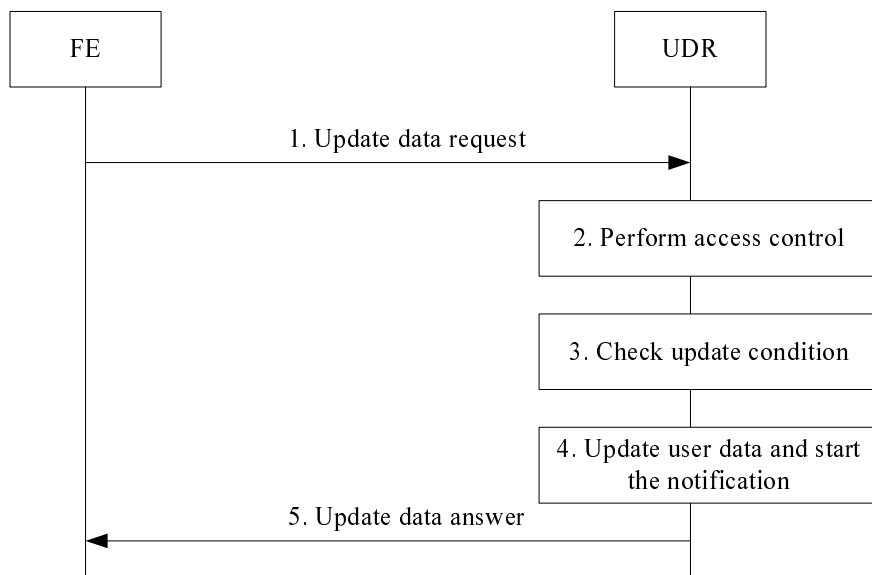 FE
UDR
1. Update data request
2. Perform access control
3. Check update condition
4. Update user data and start
the notification
5. Update data answer